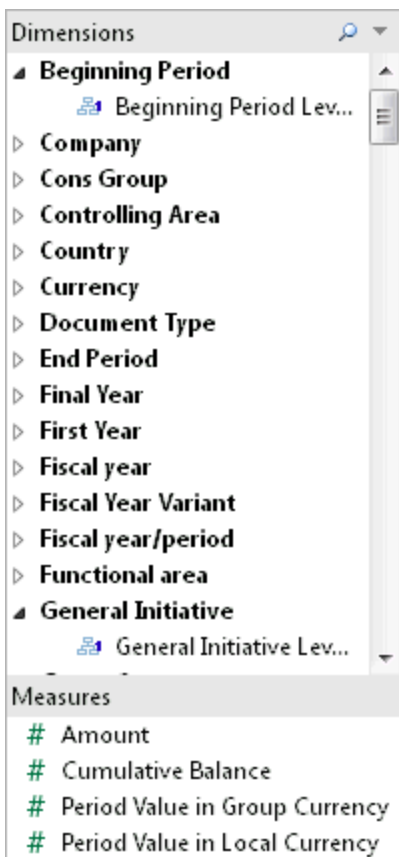 Dimensions
Beginning Period
Beginning Period Lev...
Company
Cons Group
Controlling Area
Country
Currency
Document Type
End Period
Final Year
First Year
Fiscal year
Fiscal Year Variant
Fiscal year/period
Functional area
General Initiative
General Initiative Lev...
Measures
# Amount
# Cumulative Balance
# Period Value in Group Currency
# Period Value in Local Currency